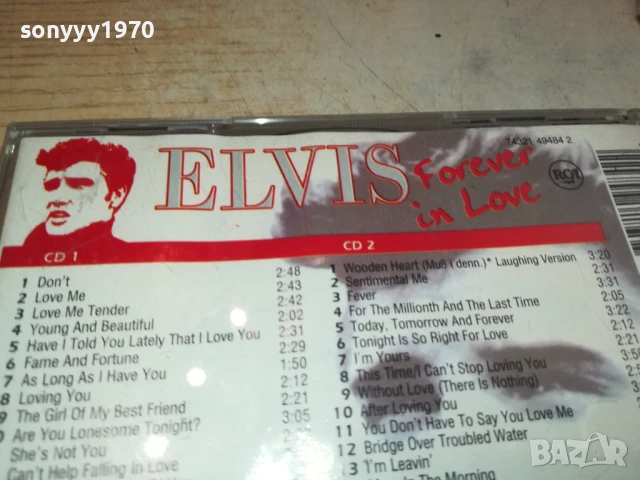 sonyyy1970
74321 49484 2
ELVIS
Forever
in Love
RCA
CD 1
1 Don't 2:48
2 Love Me 2:43
3 Love Me Tender 2:42
4 Young And Beautiful 2:02
5 Have I Told You Lately That I Love You 2:31
6 Fame And Fortune 2:29
7 As Long As I Have You 1:50
8 Loving You 2:12
9 The Girl Of My Best Friend 2:21
Are You Lonesome Tonight? 3:05
She's Not You
Can't Help Falling in Love
CD 2
1 Wooden Heart (Muß I denn.)* Laughing Version 3:20
2 Sentimental Me 2:31
3 Fever 3:31
4 For The Millionth And The Last Time 2:05
5 Today, Tomorrow And Forever 3:22
6 Tonight Is So Right For Love 2:12
7 I'm Yours 2:21
8 This Time/I Can't Stop Loving You
9 Without Love (There Is Nothing)
10 After Loving You
11 You Don't Have To Say You Love Me
12 Bridge Over Troubled Water
13 I'm Leavin'
In The Morning
BAZAR